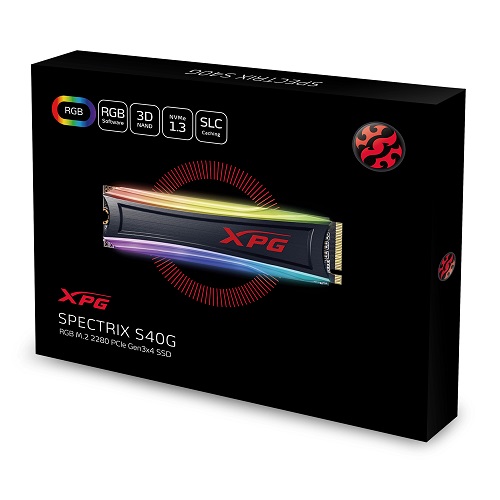 SPECTRIX S40G
RGB
RGB
Software
3D
NAND
NVMe
1.3
SLC
Caching
XPG
XPG
SPECTRIX S40G
RGB M.2 2280 PCIe Gen3x4 SSD